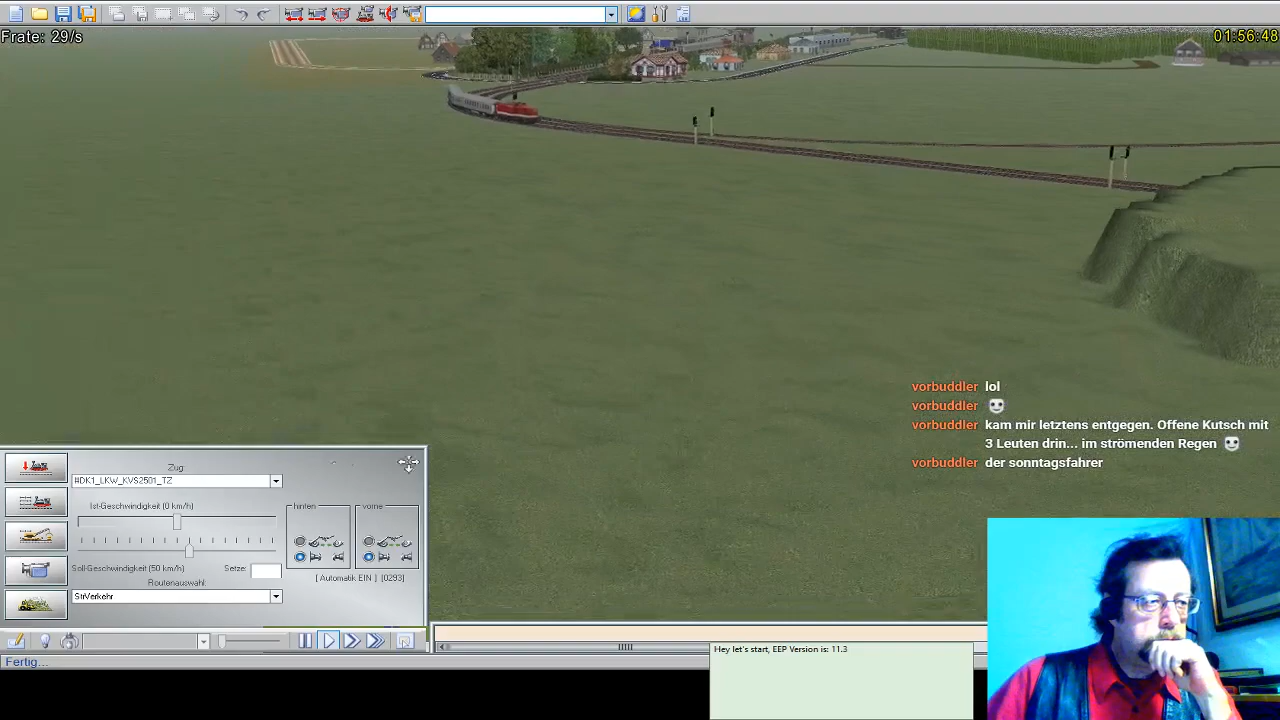 Frate: 29/s
01:56:48
vorbuddler lol
vorbuddler
vorbuddler kam mir letztens entgegen. Offene Kutsch mit
3 Leuten drin... im strömenden Regen
vorbuddler der sonntagsfahrer
Zug:
HDK1_LKW_KVS2501_TZ
Ist-Geschwindigkeit (0 km/h)
hinten
vorne
Soll-Geschwindigkeit (50 km/h)
Setze:
[ Automatik EIN ] [0293]
Routenauswahl:
StrVerkehr
Hey let's start, EEP Version is: 11.3
Fertig...